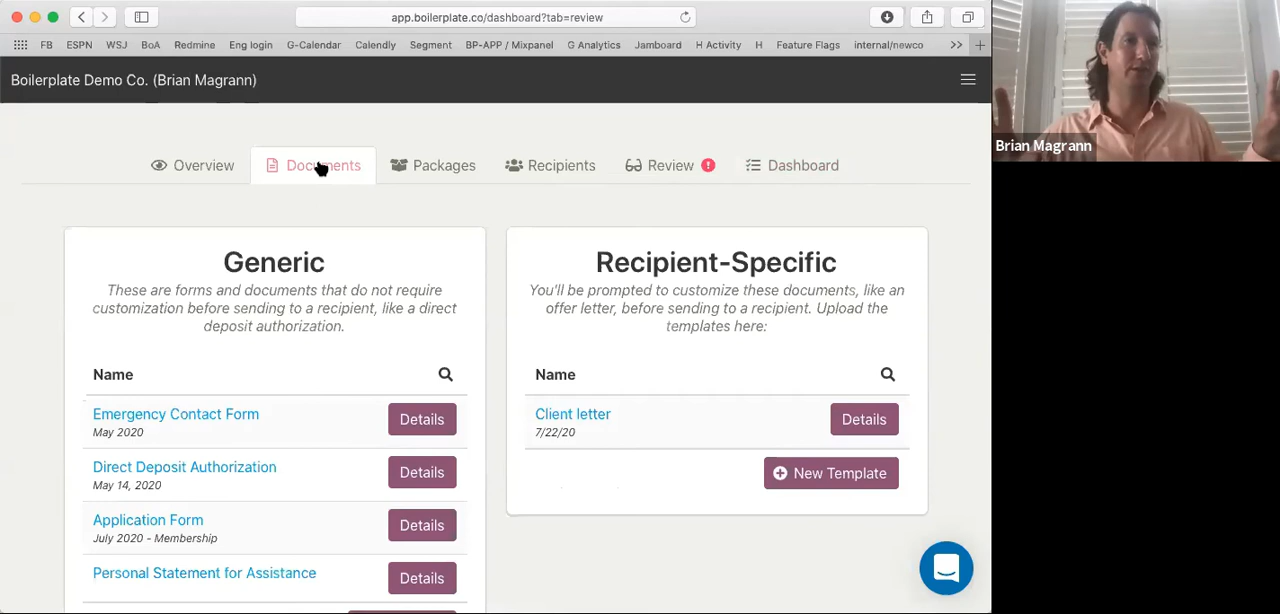 app.boilerplate.co/dashboard?tab=review
FB ESPN WSJ BoA Redmine Eng login G-Calendar Calendly Segment BP-APP / Mixpanel G Analytics Jamboard H Activity H Feature Flags internal/newco
Boilerplate Demo Co. (Brian Magrann)
Brian Magrann
Overview Documents Packages Recipients Review Dashboard
Generic
These are forms and documents that do not require
customization before sending to a recipient, like a direct
deposit authorization.
Name
Emergency Contact Form
May 2020
Details
Direct Deposit Authorization
May 14, 2020
Details
Application Form
July 2020 - Membership
Details
Personal Statement for Assistance
Details
Recipient-Specific
You'll be prompted to customize these documents, like an
offer letter, before sending to a recipient. Upload the
templates here:
Name
Client letter
7/22/20
Details
New Template